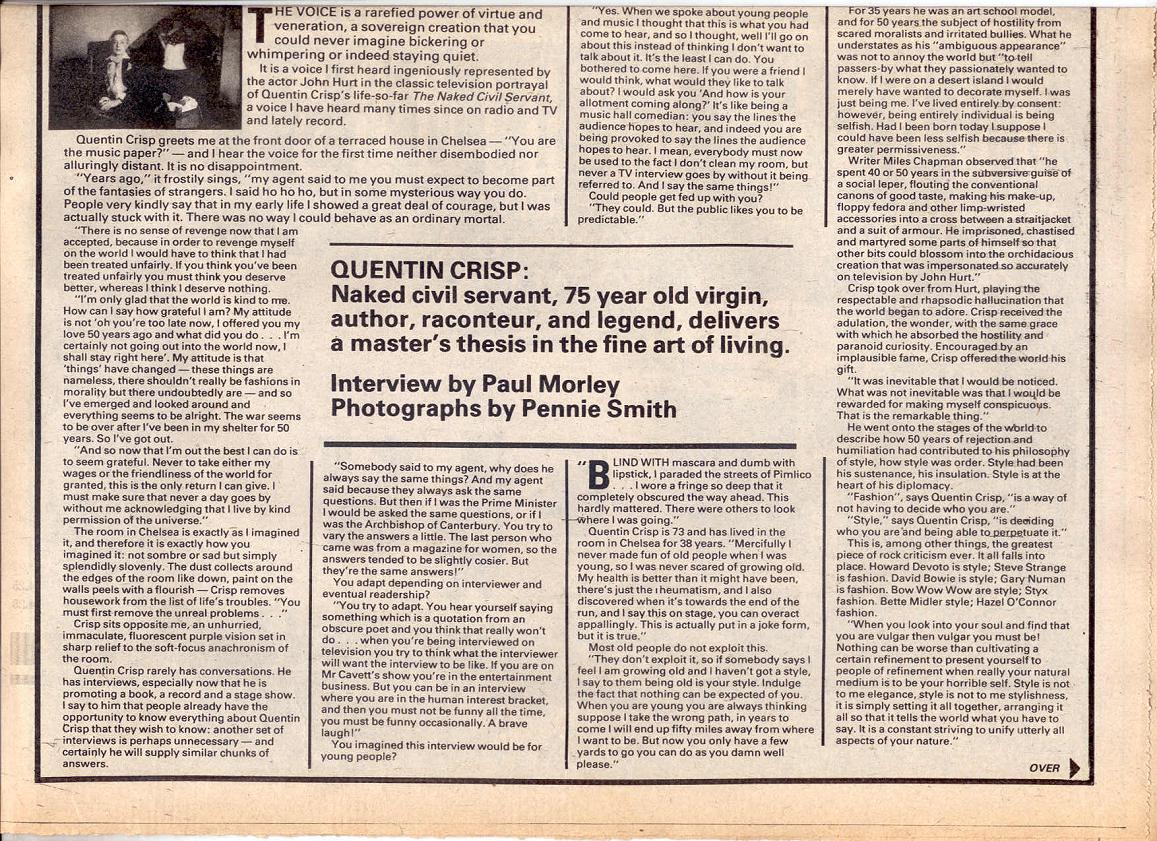 THE VOICE is a rarefied power of virtue and
veneration, a sovereign creation that you
could never imagine bickering or
whimpering or indeed staying quiet.
It is a voice I first heard ingeniously represented by
the actor John Hurt in the classic television portrayal
of Quentin Crisp's life-so-far The Naked Civil Servant,
a voice I have heard many times since on radio and TV
and lately record.
Quentin Crisp greets me at the front door of a terraced house in Chelsea — "You are
the music paper?" — and I hear the voice for the first time neither disembodied nor
alluringly distant. It is no disappointment.
"Years ago," it frostily sings, "my agent said to me you must expect to become part
of the fantasies of strangers. I said ho ho ho, but in some mysterious way you do.
People very kindly say that in my early life I showed a great deal of courage, but I was
actually stuck with it. There was no way I could behave as an ordinary mortal.
"There is no sense of revenge now that I am
accepted, because in order to revenge myself
on the world I would have to think that I had
been treated unfairly. If you think you've been
treated unfairly you must think you deserve
better, whereas I think I deserve nothing.
"I'm only glad that the world is kind to me.
How can I say how grateful I am? My attitude
is not 'oh you're too late now, I offered you my
love 50 years ago and what did you do . . . I'm
certainly not going out into the world now, I
shall stay right here'. My attitude is that
'things' have changed — these things are
nameless, there shouldn't really be fashions in
morality but there undoubtedly are — and so
I've emerged and looked around and
everything seems to be alright. The war seems
to be over after I've been in my shelter for 50
years. So I've got out.
"And so now that I'm out the best I can do is
to seem grateful. Never to take either my
wages or the friendliness of the world for
granted, this is the only return I can give. I
must make sure that never a day goes by
without me acknowledging that I live by kind
permission of the universe."
The room in Chelsea is exactly as I imagined
it, and therefore it is exactly how you
imagined it: not sombre or sad but simply
splendidly slovenly. The dust collects around
the edges of the room like down, paint on the
walls peels with a flourish — Crisp removes
housework from the list of life's troubles. "You
must first remove the unreal problems . . ."
Crisp sits opposite me, an unhurried,
immaculate, fluorescent purple vision set in
sharp relief to the soft-focus anachronism of
the room.
Quentin Crisp rarely has conversations. He
has interviews, especially now that he is
promoting a book, a record and a stage show.
I say to him that people already have the
opportunity to know everything about Quentin
Crisp that they wish to know: another set of
interviews is perhaps unnecessary — and
certainly he will supply similar chunks of
answers.
QUENTIN CRISP:
Naked civil servant, 75 year old virgin,
author, raconteur, and legend, delivers
a master's thesis in the fine art of living.
Interview by Paul Morley
Photographs by Pennie Smith
"Somebody said to my agent, why does he
always say the same things? And my agent
said because they always ask the same
questions. But then if I was the Prime Minister
I would be asked the same questions, or if I
was the Archbishop of Canterbury. You try to
vary the answers a little. The last person who
came was from a magazine for women, so the
answers tended to be slightly cosier. But
they're the same answers!"
You adapt depending on interviewer and
eventual readership?
"You try to adapt. You hear yourself saying
something which is a quotation from an
obscure poet and you think that really won't
do . . . when you're being interviewed on
television you try to think what the interviewer
will want the interview to be like. If you are on
Mr Cavett's show you're in the entertainment
business. But you can be in an interview
where you are in the human interest bracket,
and then you must not be funny all the time,
you must be funny occasionally. A brave
laugh!"
You imagined this interview would be for
young people?
"Yes. When we spoke about young people
and music I thought that this is what you had
come to hear, and so I thought, well I'll go on
about this instead of thinking I don't want to
talk about it. It's the least I can do. You
bothered to come here. If you were a friend I
would think, what would they like to talk
about? I would ask you 'And how is your
allotment coming along?' It's like being a
music hall comedian: you say the lines the
audience hopes to hear, and indeed you are
being provoked to say the lines the audience
hopes to hear. I mean, everybody must now
be used to the fact I don't clean my room, but
never a TV interview goes by without it being
referred to. And I say the same things!"
Could people get fed up with you?
"They could. But the public likes you to be
predictable."
"BLIND WITH mascara and dumb with
lipstick, I paraded the streets of Pimlico
. . . I wore a fringe so deep that it
completely obscured the way ahead. This
hardly mattered. There were others to look
where I was going."
Quentin Crisp is 73 and has lived in the
room in Chelsea for 38 years. "Mercifully I
never made fun of old people when I was
young, so I was never scared of growing old.
My health is better than it might have been,
there's just the rheumatism, and I also
discovered when it's towards the end of the
run, and I say this on stage, you can overact
appallingly. This is actually put in a joke form,
but it is true."
Most old people do not exploit this.
"They don't exploit it, so if somebody says I
feel I am growing old and I haven't got a style,
I say to them being old is your style. Indulge
the fact that nothing can be expected of you.
When you are young you are always thinking
suppose I take the wrong path, in years to
come I will end up fifty miles away from where
I want to be. But now you only have a few
yards to go you can do as you damn well
please."
For 35 years he was an art school model,
and for 50 years the subject of hostility from
scared moralists and irritated bullies. What he
understates as his "ambiguous appearance"
was not to annoy the world but "to tell
passers-by what they passionately wanted to
know. If I were on a desert island I would
merely have wanted to decorate myself. I was
just being me. I've lived entirely by consent:
however, being entirely individual is being
selfish. Had I been born today I suppose I
could have been less selfish because there is
greater permissiveness."
Writer Miles Chapman observed that "he
spent 40 or 50 years in the subversive guise of
a social leper, flouting the conventional
canons of good taste, making his make-up,
floppy fedora and other limp-wristed
accessories into a cross between a straitjacket
and a suit of armour. He imprisoned, chastised
and martyred some parts of himself so that
other bits could blossom into the orchidacious
creation that was impersonated so accurately
on television by John Hurt."
Crisp took over from Hurt, playing the
respectable and rhapsodic hallucination that
the world began to adore. Crisp received the
adulation, the wonder, with the same grace
with which he absorbed the hostility and
paranoid curiosity. Encouraged by an
implausible fame, Crisp offered the world his
gift.
"It was inevitable that I would be noticed.
What was not inevitable was that I would be
rewarded for making myself conspicuous.
That is the remarkable thing."
He went onto the stages of the world to
describe how 50 years of rejection and
humiliation had contributed to his philosophy
of style, how style was order. Style had been
his sustenance, his insulation. Style is at the
heart of his diplomacy.
"Fashion", says Quentin Crisp, "is a way of
not having to decide who you are."
"Style," says Quentin Crisp, "is deciding
who you are and being able to perpetuate it."
This is, among other things, the greatest
piece of rock criticism ever. It all falls into
place. Howard Devoto is style; Steve Strange
is fashion. David Bowie is style; Gary Numan
is fashion. Bow Wow Wow are style; Styx
fashion. Bette Midler style; Hazel O'Connor
fashion.
"When you look into your soul and find that
you are vulgar then vulgar you must be!
Nothing can be worse than cultivating a
certain refinement to present yourself to
people of refinement when really your natural
medium is to be your horrible self. Style is not
to me elegance, style is not to me stylishness,
it is simply setting it all together, arranging it
all so that it tells the world what you have to
say. It is a constant striving to unify utterly all
aspects of your nature."
OVER